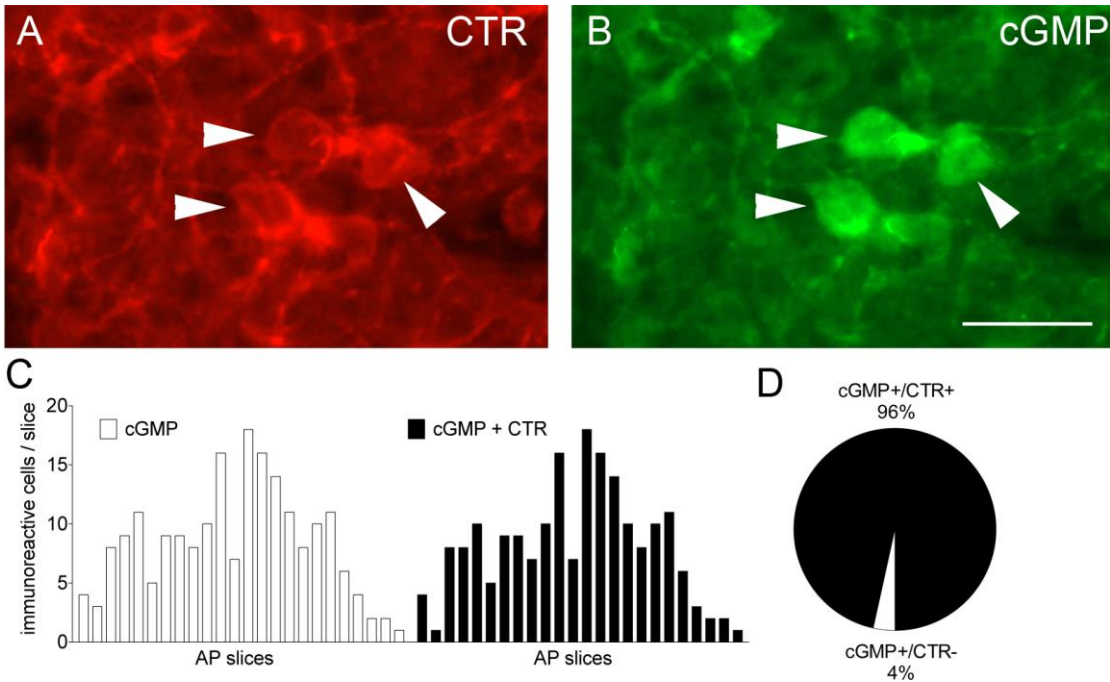 A
CTR
B
cGMP
C
immunoreactive cells / slice
20
15
10
5
0
cGMP
cGMP + CTR
AP slices
AP slices
D
cGMP+/CTR+
96%
cGMP+/CTR-
4%